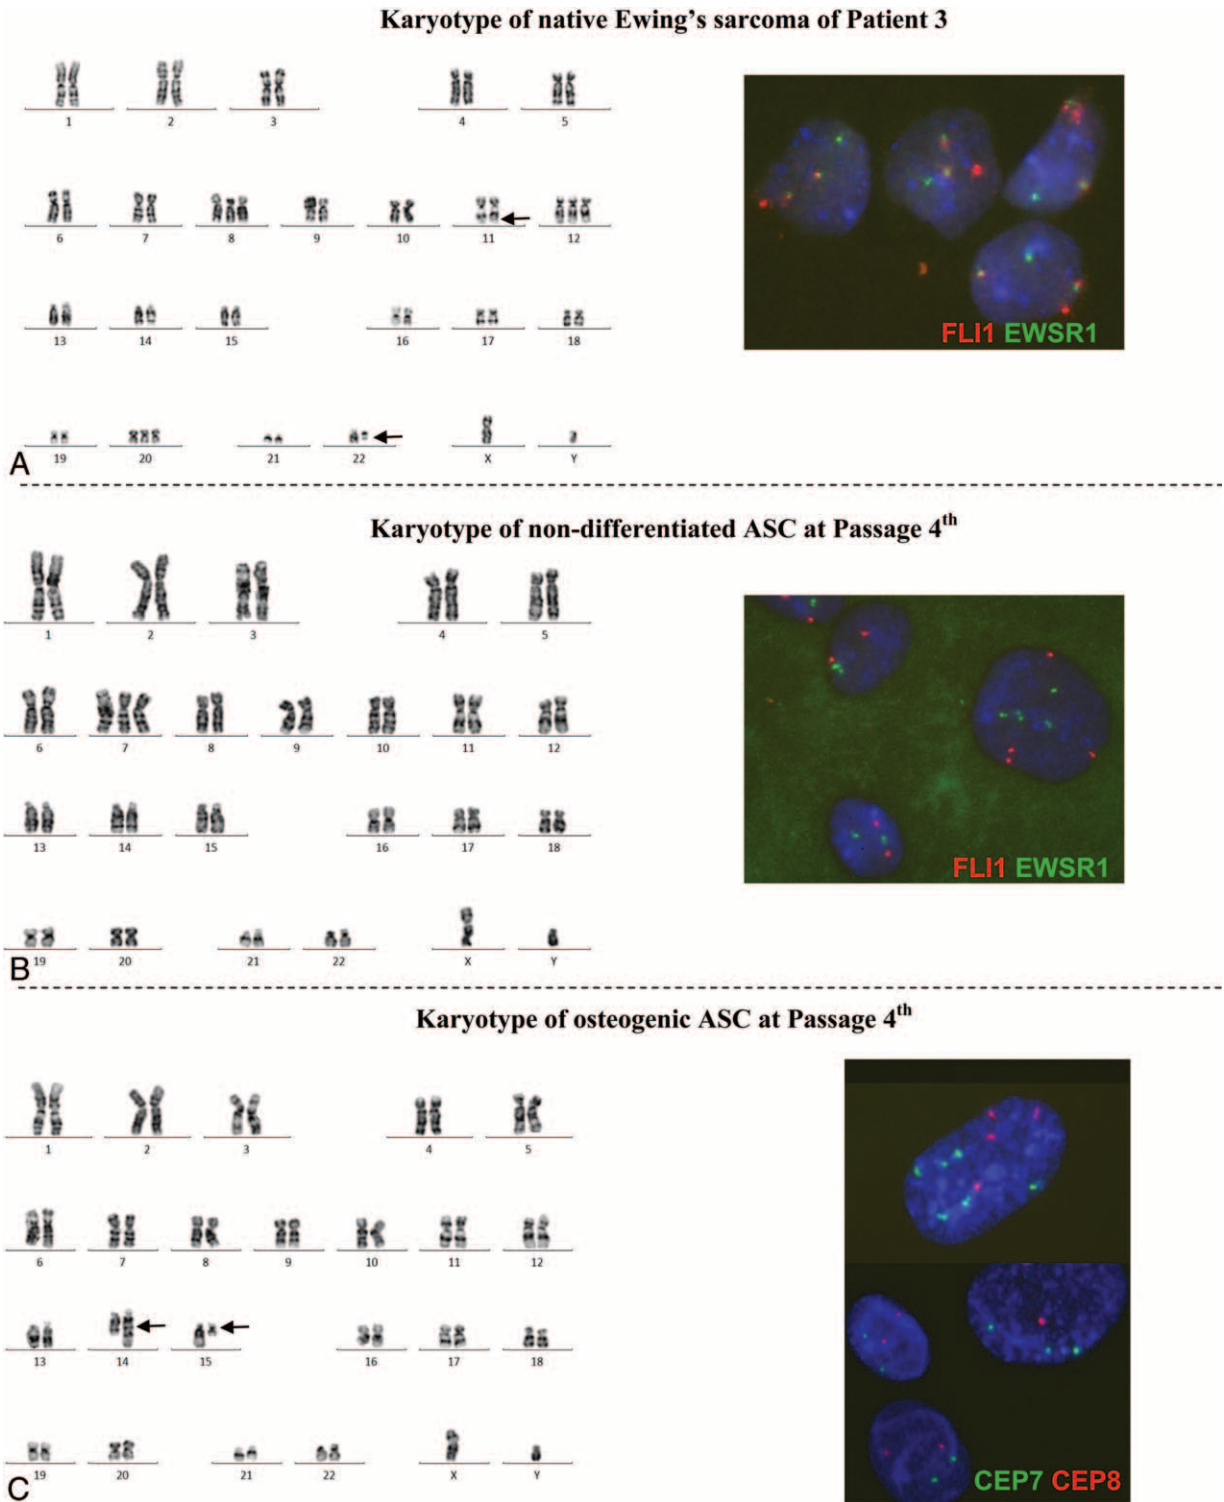 Karyotype of native Ewing's sarcoma of Patient 3
1 2 3 4 5
6 7 8 9 10 11 12
13 14 15 16 17 18
19 20 21 22 X Y
FLI1 EWSR1
A
Karyotype of non-differentiated ASC at Passage 4th
1 2 3 4 5
6 7 8 9 10 11 12
13 14 15 16 17 18
19 20 21 22 X Y
FLI1 EWSR1
B
Karyotype of osteogenic ASC at Passage 4th
1 2 3 4 5
6 7 8 9 10 11 12
13 14 15 16 17 18
19 20 21 22 X Y
CEP7 CEP8
C